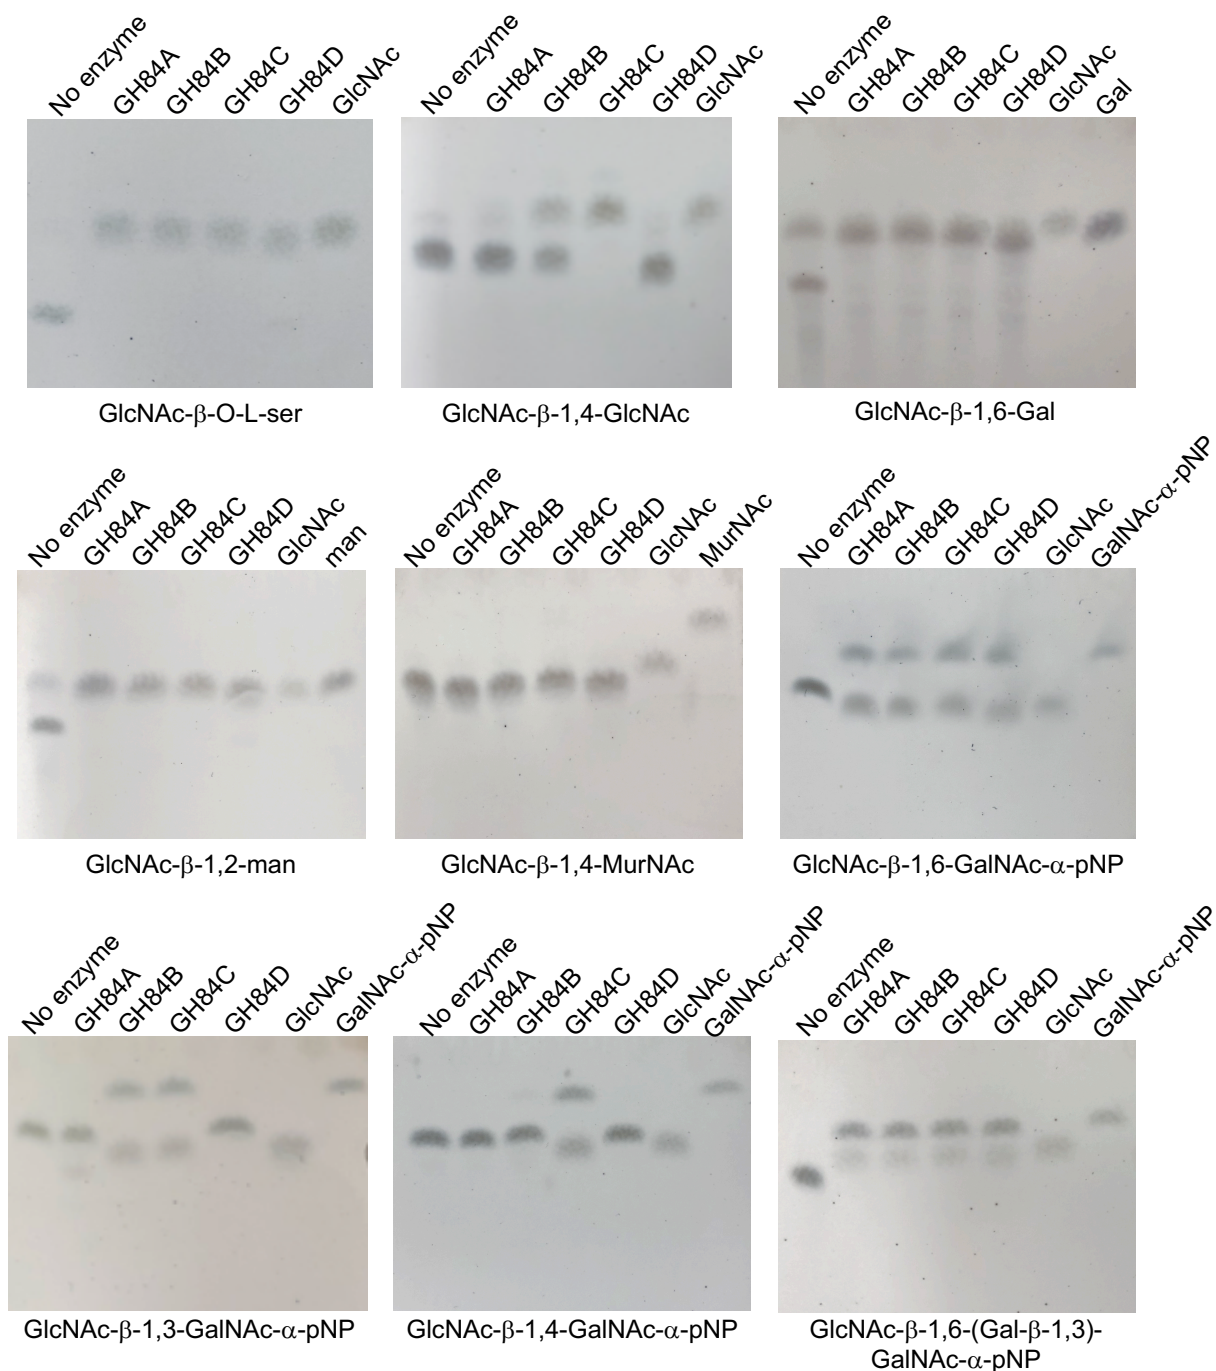 No enzyme
GH84A
GH84B
GH84C
GH84D
GlcNAc
No enzyme
GH84A
GH84B
GH84C
GH84D
GlcNAc
No enzyme
GH84A
GH84B
GH84C
GH84D
GlcNAc
Gal
GlcNAc-β-O-L-ser
GlcNAc-β-1,4-GlcNAc
GlcNAc-β-1,6-Gal
No enzyme
GH84A
GH84B
GH84C
GH84D
GlcNAc
man
No enzyme
GH84A
GH84B
GH84C
GH84D
GlcNAc
MurNAc
No enzyme
GH84A
GH84B
GH84C
GH84D
GlcNAc
GalNAc-α-pNP
GlcNAc-β-1,2-man
GlcNAc-β-1,4-MurNAc
GlcNAc-β-1,6-GalNAc-α-pNP
No enzyme
GH84A
GH84B
GH84C
GH84D
GlcNAc
GalNAc-α-pNP
No enzyme
GH84A
GH84B
GH84C
GH84D
GlcNAc
GalNAc-α-pNP
No enzyme
GH84A
GH84B
GH84C
GH84D
GlcNAc
GalNAc-α-pNP
GlcNAc-β-1,3-GalNAc-α-pNP
GlcNAc-β-1,4-GalNAc-α-pNP
GlcNAc-β-1,6-(Gal-β-1,3)-
GalNAc-α-pNP